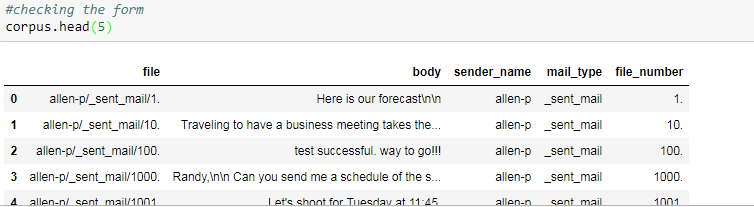 #checking the form
corpus.head(5)
file body sender_name mail_type file_number
0 allen-p/_sent_mail/1. Here is our forecast\n\n allen-p _sent_mail 1.
1 allen-p/_sent_mail/10. Traveling to have a business meeting takes the... allen-p _sent_mail 10.
2 allen-p/_sent_mail/100. test successful. way to go!!! allen-p _sent_mail 100.
3 allen-p/_sent_mail/1000. Randy,\n\n Can you send me a schedule of the s... allen-p _sent_mail 1000.
4 allen-p/_sent_mail/1001. Let's shoot for Tuesday at 11:45. allen-p _sent_mail 1001.